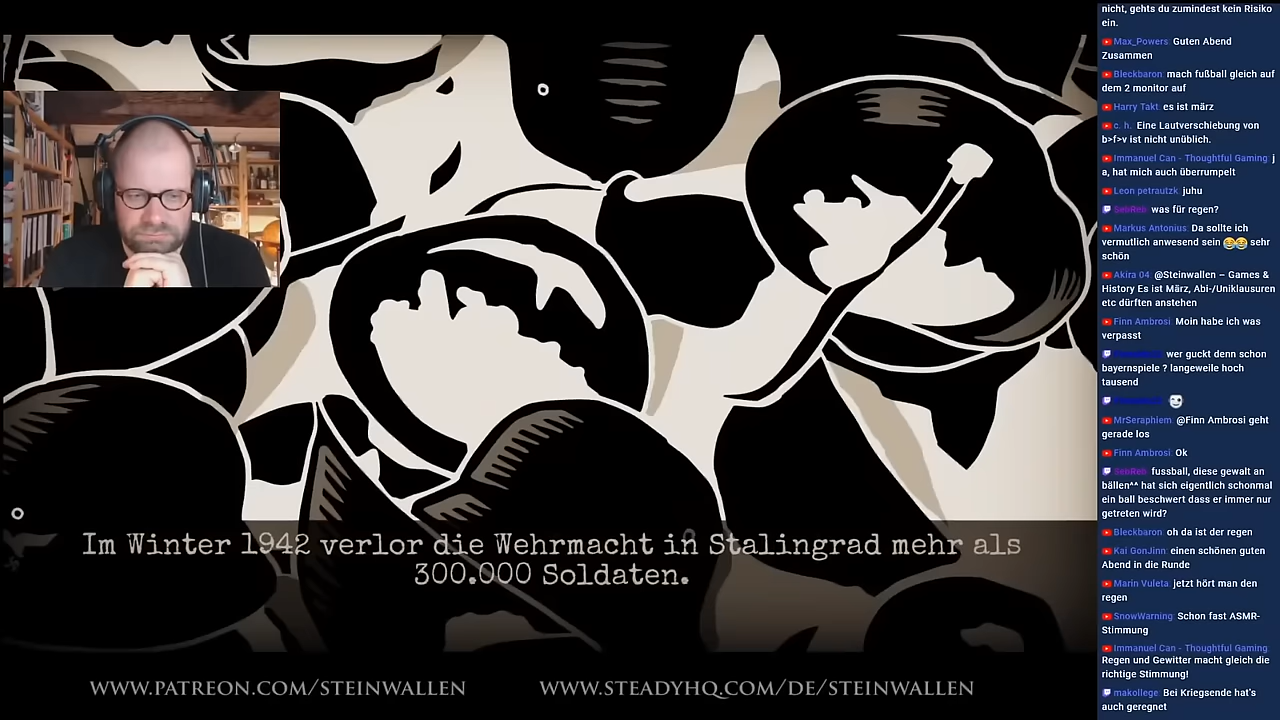 Im Winter 1942 verlor die Wehrmacht in Stalingrad mehr als
300.000 Soldaten.
WWW.PATREON.COM/STEINWALLEN
WWW.STEADYHQ.COM/DE/STEINWALLEN
nicht, gehts du zumindest kein Risiko
ein.
Max_Powers: Guten Abend
Zusammen
Bleckbaron: mach fußball gleich auf
dem 2 monitor auf
Harry Takt: es ist märz
c. h.: Eine Lautverschiebung von
b>f>v ist nicht unüblich.
Immanuel Can - Thoughtful Gaming: j
a, hat mich auch überrumpelt
Leon petrautzk: juhu
SenRen: was für regen?
Markus Antonius: Da sollte ich
vermutlich anwesend sein 😂😂 sehr
schön
Akira 04: @Steinwallen – Games &
History Es ist März, Abi-/Uniklausuren
etc dürften anstehen
Finn Ambrosi: Moin habe ich was
verpasst
wer guckt denn schon
bayernspiele ? langeweile hoch
tausend
MrSeraphiem: @Finn Ambrosi geht
gerade los
Finn Ambrosi: Ok
SenRen: fussball, diese gewalt an
bällen^^ hat sich eigentlich schonmal
ein ball beschwert dass er immer nur
getreten wird?
Bleckbaron: oh da ist der regen
Kai GonJinn: einen schönen guten
Abend in die Runde
Marin Vuleta: jetzt hört man den
regen
SnowWarning: Schon fast ASMR-
Stimmung
Immanuel Can - Thoughtful Gaming:
Regen und Gewitter macht gleich die
richtige Stimmung!
makollege: Bei Kriegsende hat's
auch geregnet